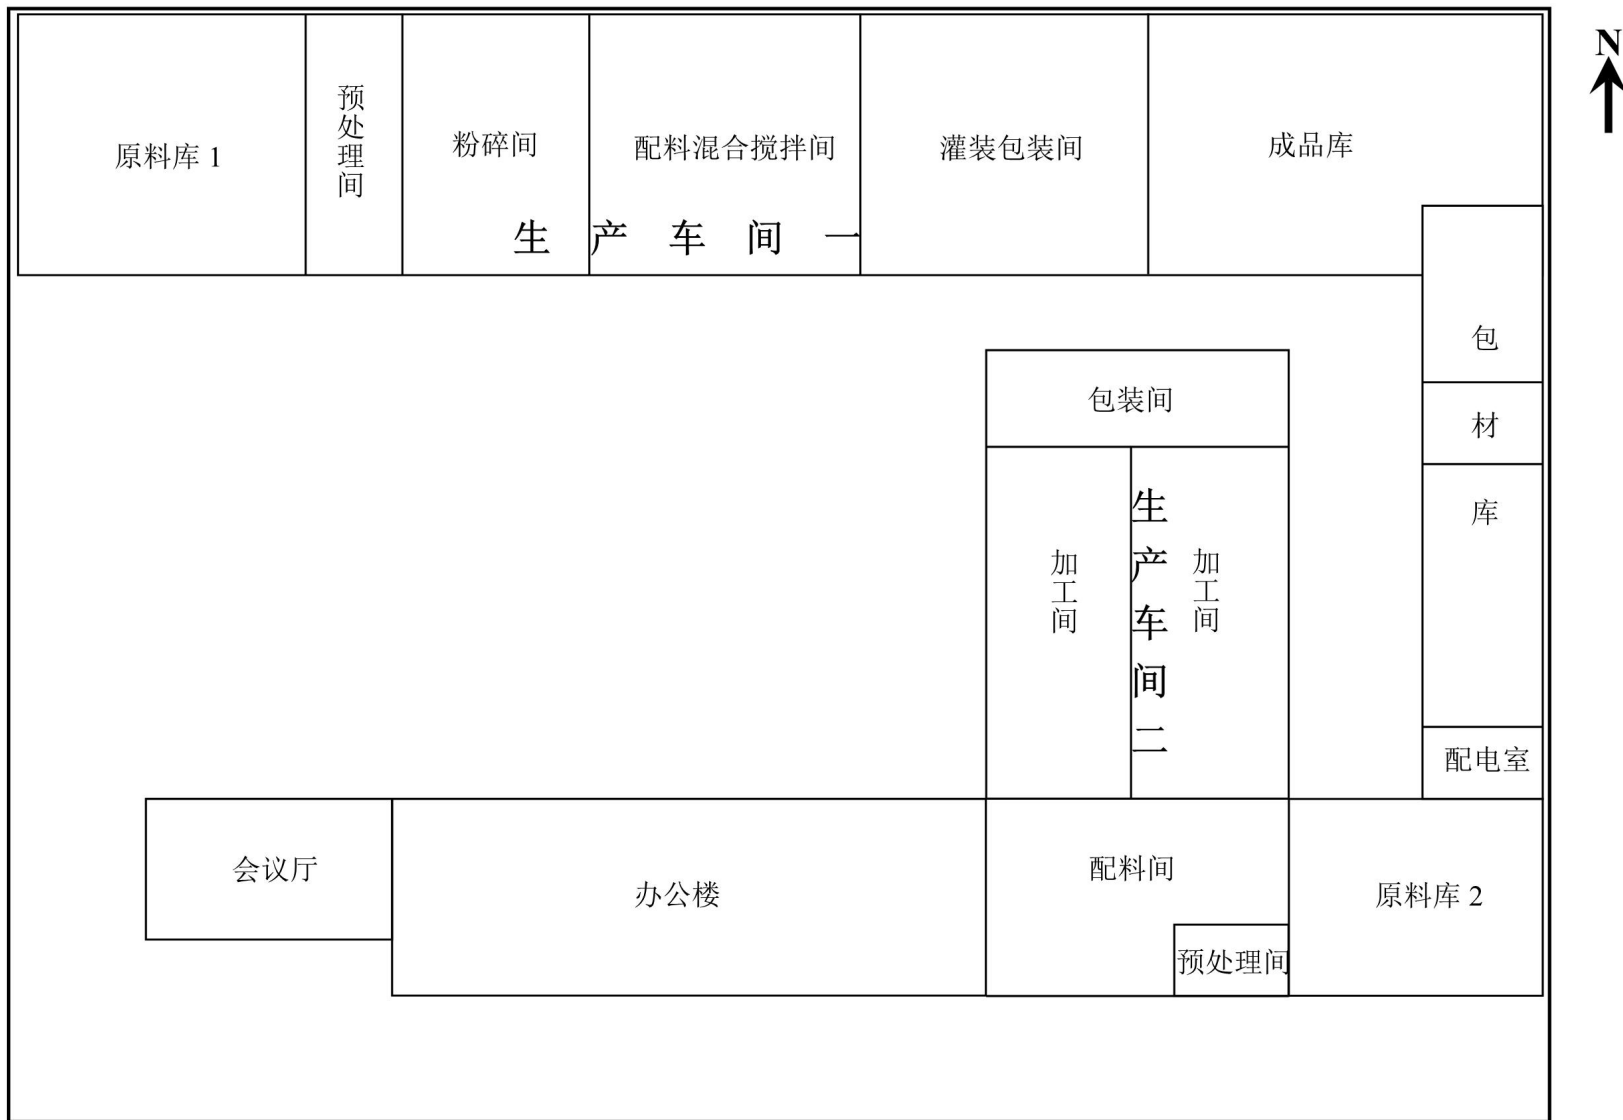 N
原料库 1
预处理间
粉碎间
配料混合搅拌间
灌装包装间
成品库
生产车间一
包材库
包装间
加工间
生产车间二
加工间
配电室
会议厅
办公楼
配料间
原料库 2
预处理间